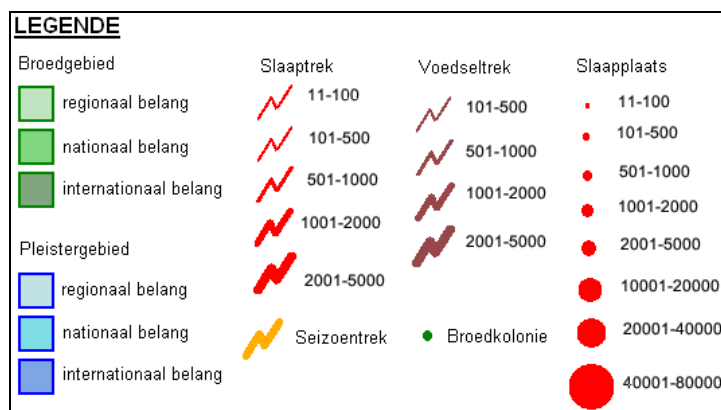 LEGENDE
Broedgebied
regionaal belang
nationaal belang
internationaal belang
Pleistergebied
regionaal belang
nationaal belang
internationaal belang
Slaaptrek
11-100
101-500
501-1000
1001-2000
2001-5000
Seizoentrek
Voedseltrek
101-500
501-1000
1001-2000
2001-5000
Broedkolonie
Slaapplaats
11-100
101-500
501-1000
1001-2000
2001-5000
10001-20000
20001-40000
40001-80000